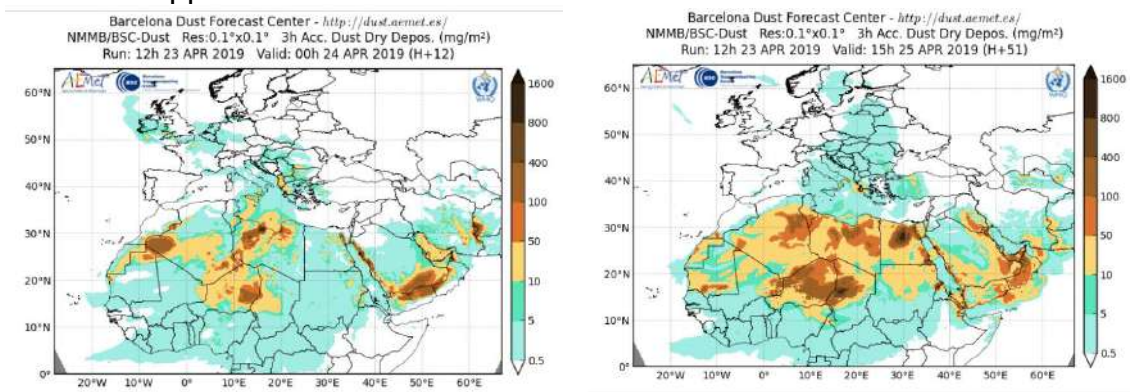 Barcelona Dust Forecast Center - http://dust.aemet.es/
NMMB/BSC-Dust Res:0.1°x0.1° 3h Acc. Dust Dry Depos. (mg/m²)
Run: 12h 23 APR 2019 Valid: 00h 24 APR 2019 (H+12)
AEMet
BSC
WMO
60°N
50°N
40°N
30°N
20°N
10°N
0°
20°W
10°W
0°
10°E
20°E
30°E
40°E
50°E
60°E
1600
800
400
100
50
10
5
0.5
Barcelona Dust Forecast Center - http://dust.aemet.es/
NMMB/BSC-Dust Res:0.1°x0.1° 3h Acc. Dust Dry Depos. (mg/m²)
Run: 12h 23 APR 2019 Valid: 15h 25 APR 2019 (H+51)
AEMet
BSC
WMO
60°N
50°N
40°N
30°N
20°N
10°N
0°
20°W
10°W
0°
10°E
20°E
30°E
40°E
50°E
60°E
1600
800
400
100
50
10
5
0.5